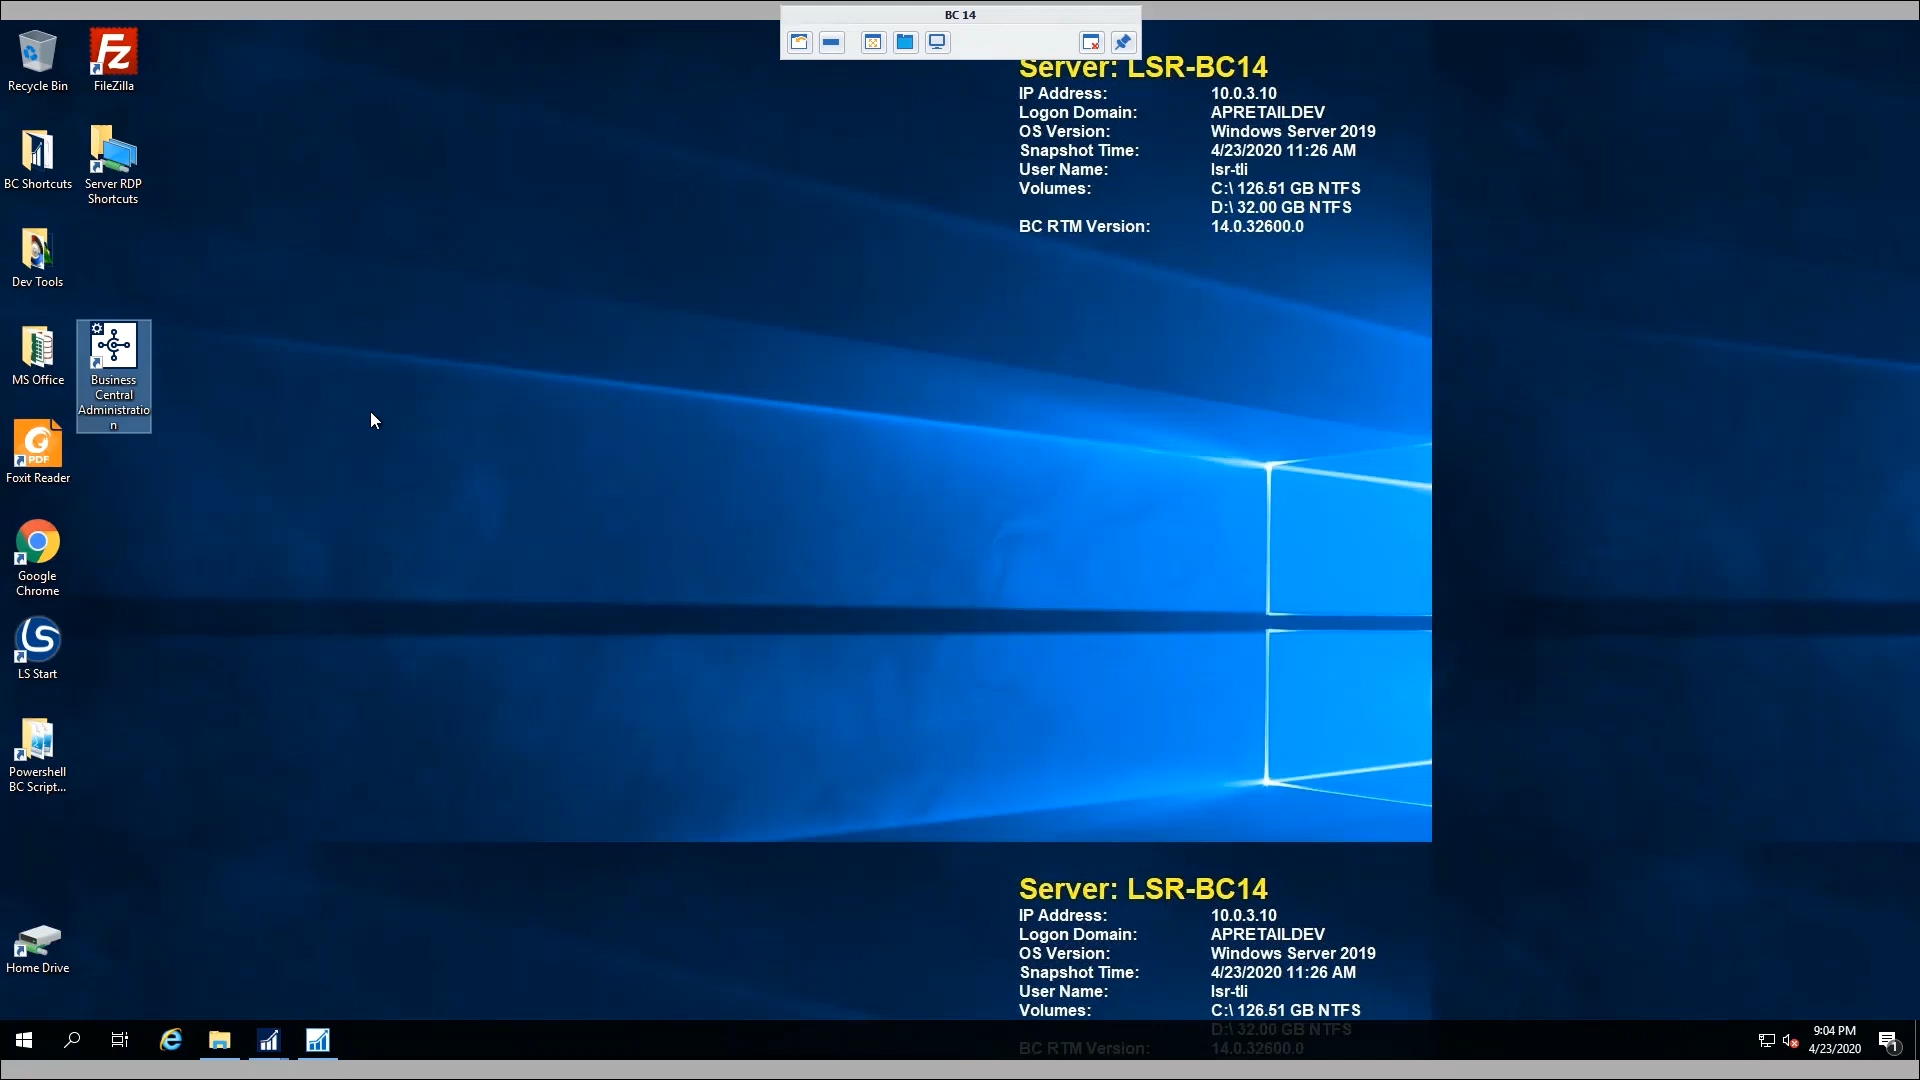 BC 14
Recycle Bin
FileZilla
BC Shortcuts
Server RDP
Shortcuts
Dev Tools
MS Office
Business
Central
Administratio
n
PDF
Foxit Reader
Google
Chrome
LS Start
Powershell
BC Script...
Home Drive
Server: LSR-BC14
IP Address: 10.0.3.10
Logon Domain: APRETAILDEV
OS Version: Windows Server 2019
Snapshot Time: 4/23/2020 11:26 AM
User Name: lsr-tli
Volumes: C:\ 126.51 GB NTFS
D:\ 32.00 GB NTFS
BC RTM Version: 14.0.32600.0
Server: LSR-BC14
IP Address: 10.0.3.10
Logon Domain: APRETAILDEV
OS Version: Windows Server 2019
Snapshot Time: 4/23/2020 11:26 AM
User Name: lsr-tli
Volumes: C:\ 126.51 GB NTFS
D:\ 32.00 GB NTFS
BC RTM Version: 14.0.32600.0
9:04 PM
4/23/2020
1